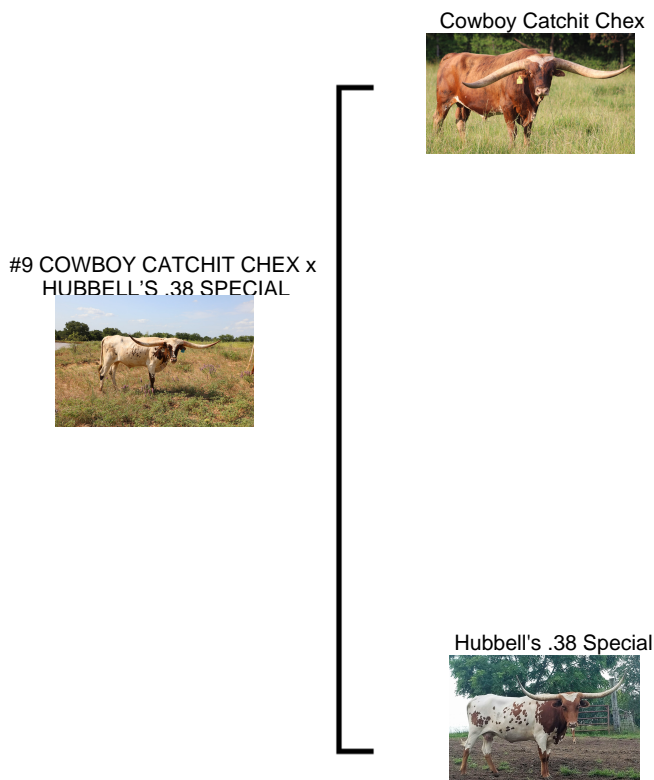 Cowboy Catchit Chex
#9 COWBOY CATCHIT CHEX x
HUBBELL'S .38 SPECIAL
Hubbell's .38 Special